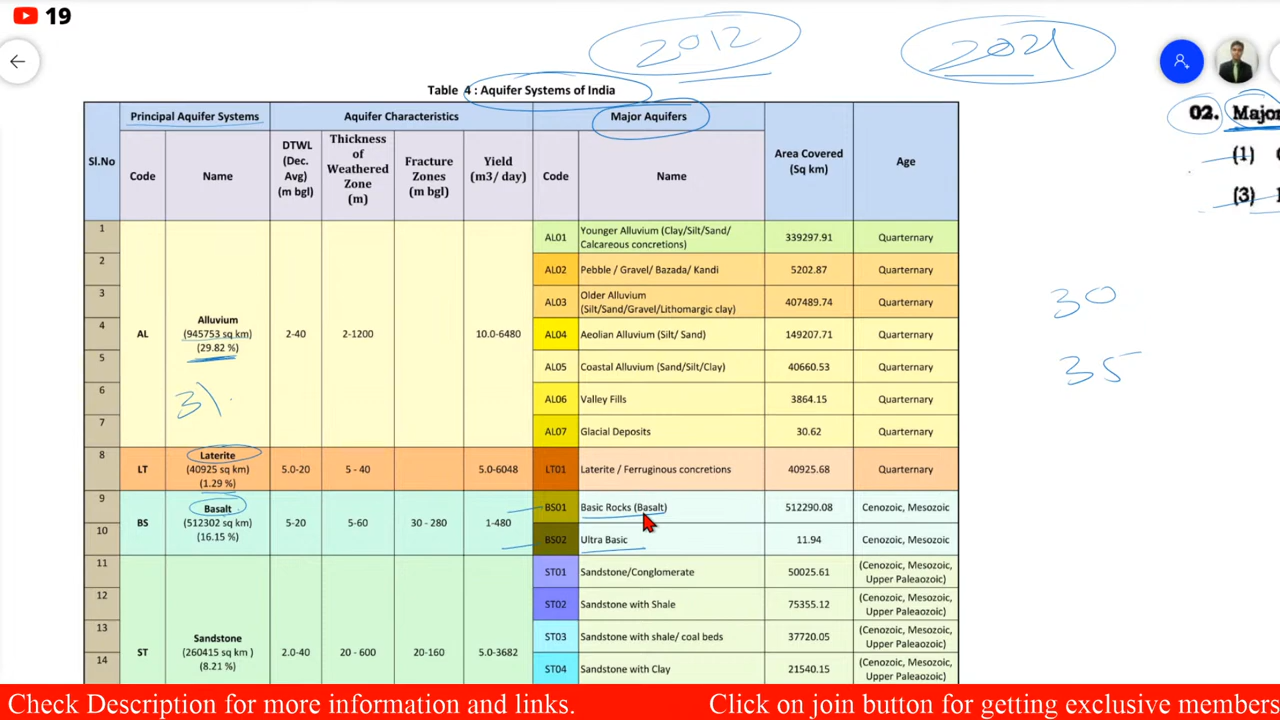 19
2012
2021
Table 4 : Aquifer Systems of India
02. Major
(1)
(3)
Principal Aquifer Systems Aquifer Characteristics Major Aquifers Area Covered (Sq km) Age
Sl.No Code Name DTWL (Dec. Avg) (m bgl) Thickness of Weathered Zone (m) Fracture Zones (m bgl) Yield (m3/ day) Code Name
1 AL01 Younger Alluvium (Clay/Silt/Sand/ Calcareous concretions) 339297.91 Quarternary
2 AL02 Pebble / Gravel/ Bazada/ Kandi 5202.87 Quarternary
3 AL03 Older Alluvium (Silt/Sand/Gravel/Lithomargic clay) 407489.74 Quarternary
30
4 AL Alluvium (945753 sq km) (29.82 %) 2-40 2-1200 10.0-6480 AL04 Aeolian Alluvium (Silt/ Sand) 149207.71 Quarternary
5 AL05 Coastal Alluvium (Sand/Silt/Clay) 40660.53 Quarternary
35
6 AL06 Valley Fills 3864.15 Quarternary
7 AL07 Glacial Deposits 30.62 Quarternary
8 LT Laterite (40925 sq km) (1.29 %) 5.0-20 5 - 40 5.0-6048 LT01 Laterite / Ferruginous concretions 40925.68 Quarternary
9 BS Basalt (512302 sq km) (16.15 %) 5-20 5-60 30 - 280 1-480 BS01 Basic Rocks (Basalt) 512290.08 Cenozoic, Mesozoic
10 BS02 Ultra Basic 11.94 Cenozoic, Mesozoic
11 ST01 Sandstone/Conglomerate 50025.61 (Cenozoic, Mesozoic, Upper Palaeozoic)
12 ST02 Sandstone with Shale 75355.12 (Cenozoic, Mesozoic, Upper Palaeozoic)
13 ST Sandstone (260415 sq km ) (8.21 %) 2.0-40 20 - 600 20-160 5.0-3682 ST03 Sandstone with shale/ coal beds 37720.05 (Cenozoic, Mesozoic, Upper Palaeozoic)
14 ST04 Sandstone with Clay 21540.15 (Cenozoic, Mesozoic, Upper Palaeozoic)
Check Description for more information and links. Click on join button for getting exclusive members